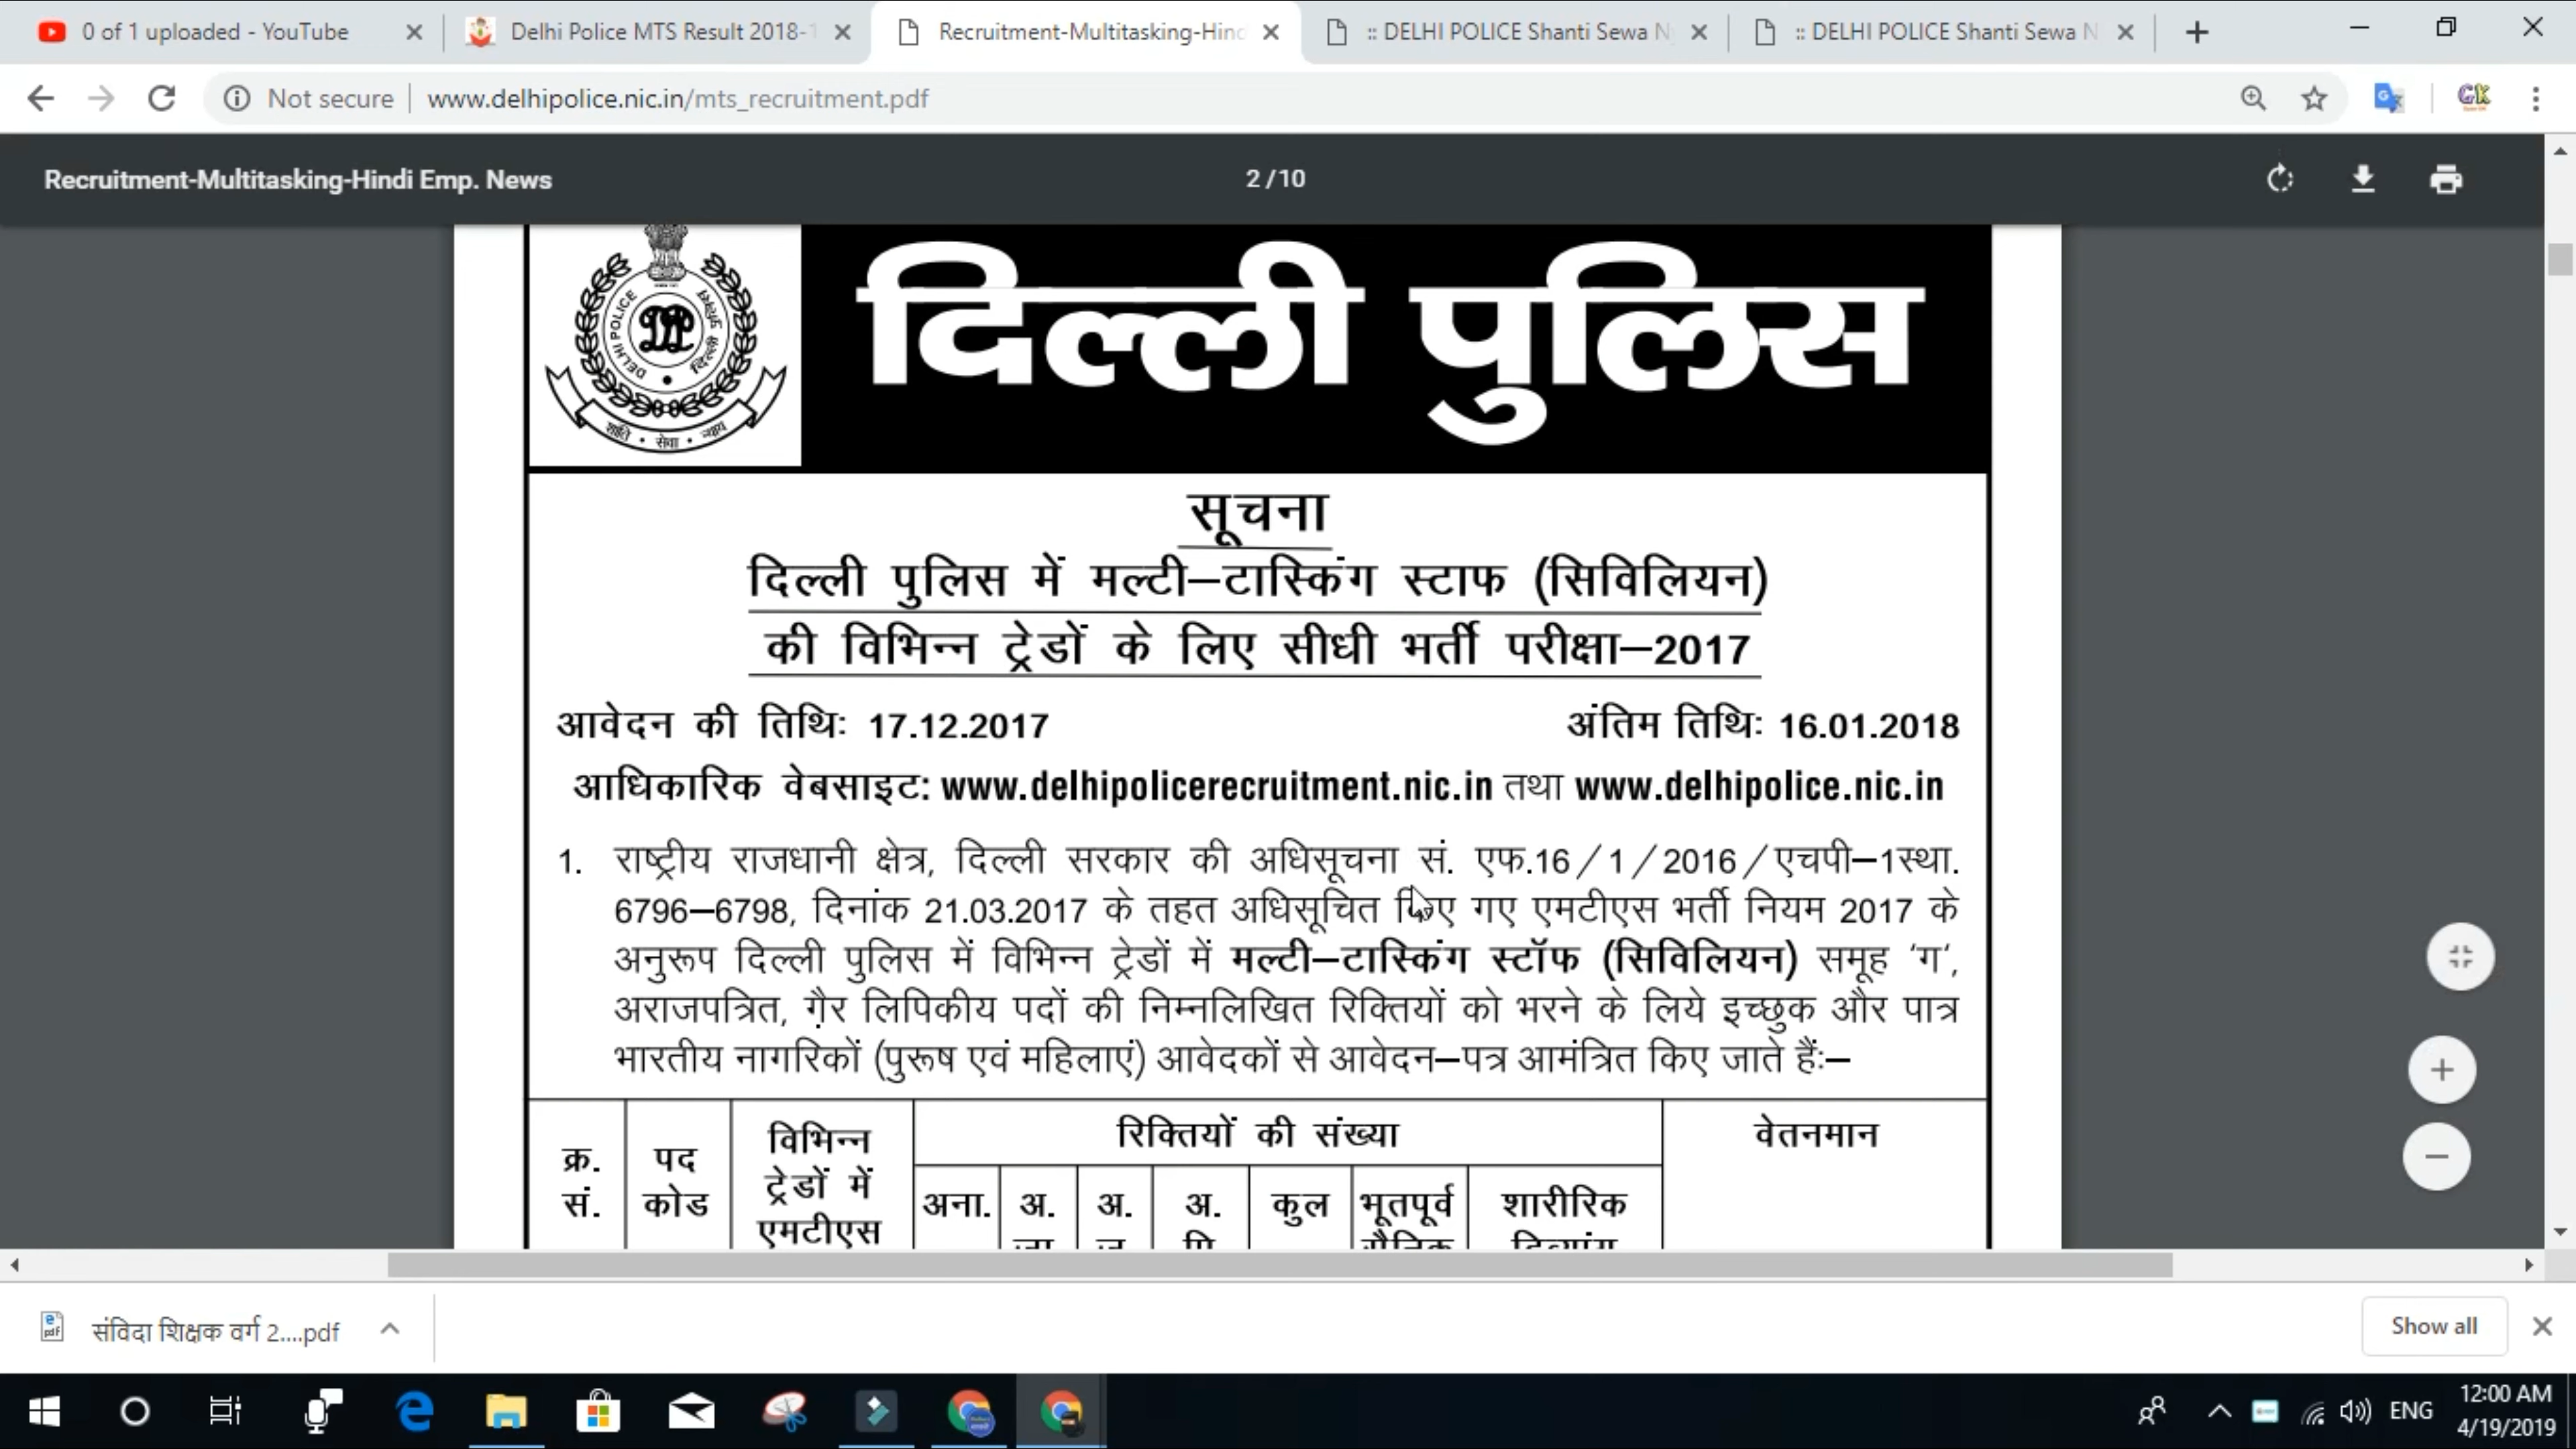 0 of 1 uploaded - YouTube
Delhi Police MTS Result 2018-1
Recruitment-Multitasking-Hind
:: DELHI POLICE Shanti Sewa N
:: DELHI POLICE Shanti Sewa N
Not secure
www.delhipolice.nic.in/mts_recruitment.pdf
GK
Recruitment-Multitasking-Hindi Emp. News
2 / 10
DELHI POLICE
DP
शांति • सेवा • न्याय
दिल्ली पुलिस
सूचना
दिल्ली पुलिस में मल्टी–टास्किंग स्टाफ (सिविलियन)
की विभिन्न ट्रेडों के लिए सीधी भर्ती परीक्षा–2017
आवेदन की तिथि: 17.12.2017 अंतिम तिथि: 16.01.2018
आधिकारिक वेबसाइट: www.delhipolicerecruitment.nic.in तथा www.delhipolice.nic.in
1. राष्ट्रीय राजधानी क्षेत्र, दिल्ली सरकार की अधिसूचना सं. एफ.16/1/2016/एचपी–1स्था.
6796–6798, दिनांक 21.03.2017 के तहत अधिसूचित किए गए एमटीएस भर्ती नियम 2017 के
अनुरूप दिल्ली पुलिस में विभिन्न ट्रेडों में मल्टी–टास्किंग स्टॉफ (सिविलियन) समूह ‘ग‘,
अराजपत्रित, ग़ैर लिपिकीय पदों की निम्नलिखित रिक्तियों को भरने के लिये इच्छुक और पात्र
भारतीय नागरिकों (पुरूष एवं महिलाएं) आवेदकों से आवेदन–पत्र आमंत्रित किए जाते हैं:–
क्र. सं.
पद कोड
विभिन्न ट्रेडों में एमटीएस
रिक्तियों की संख्या
वेतनमान
अना. अ. अ. अ. कुल भूतपूर्व शारीरिक
संविदा शिक्षक वर्ग 2....pdf
Show all
ENG
12:00 AM
4/19/2019